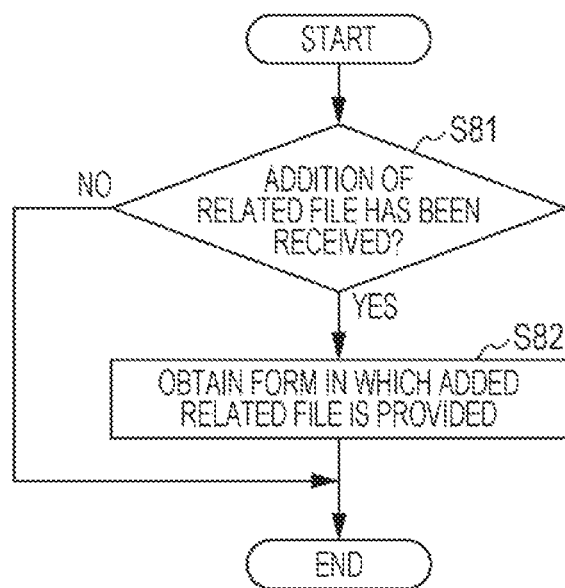 START
S81
NO
ADDITION OF
RELATED FILE HAS BEEN
RECEIVED?
YES
S82
OBTAIN FORM IN WHICH ADDED
RELATED FILE IS PROVIDED
END